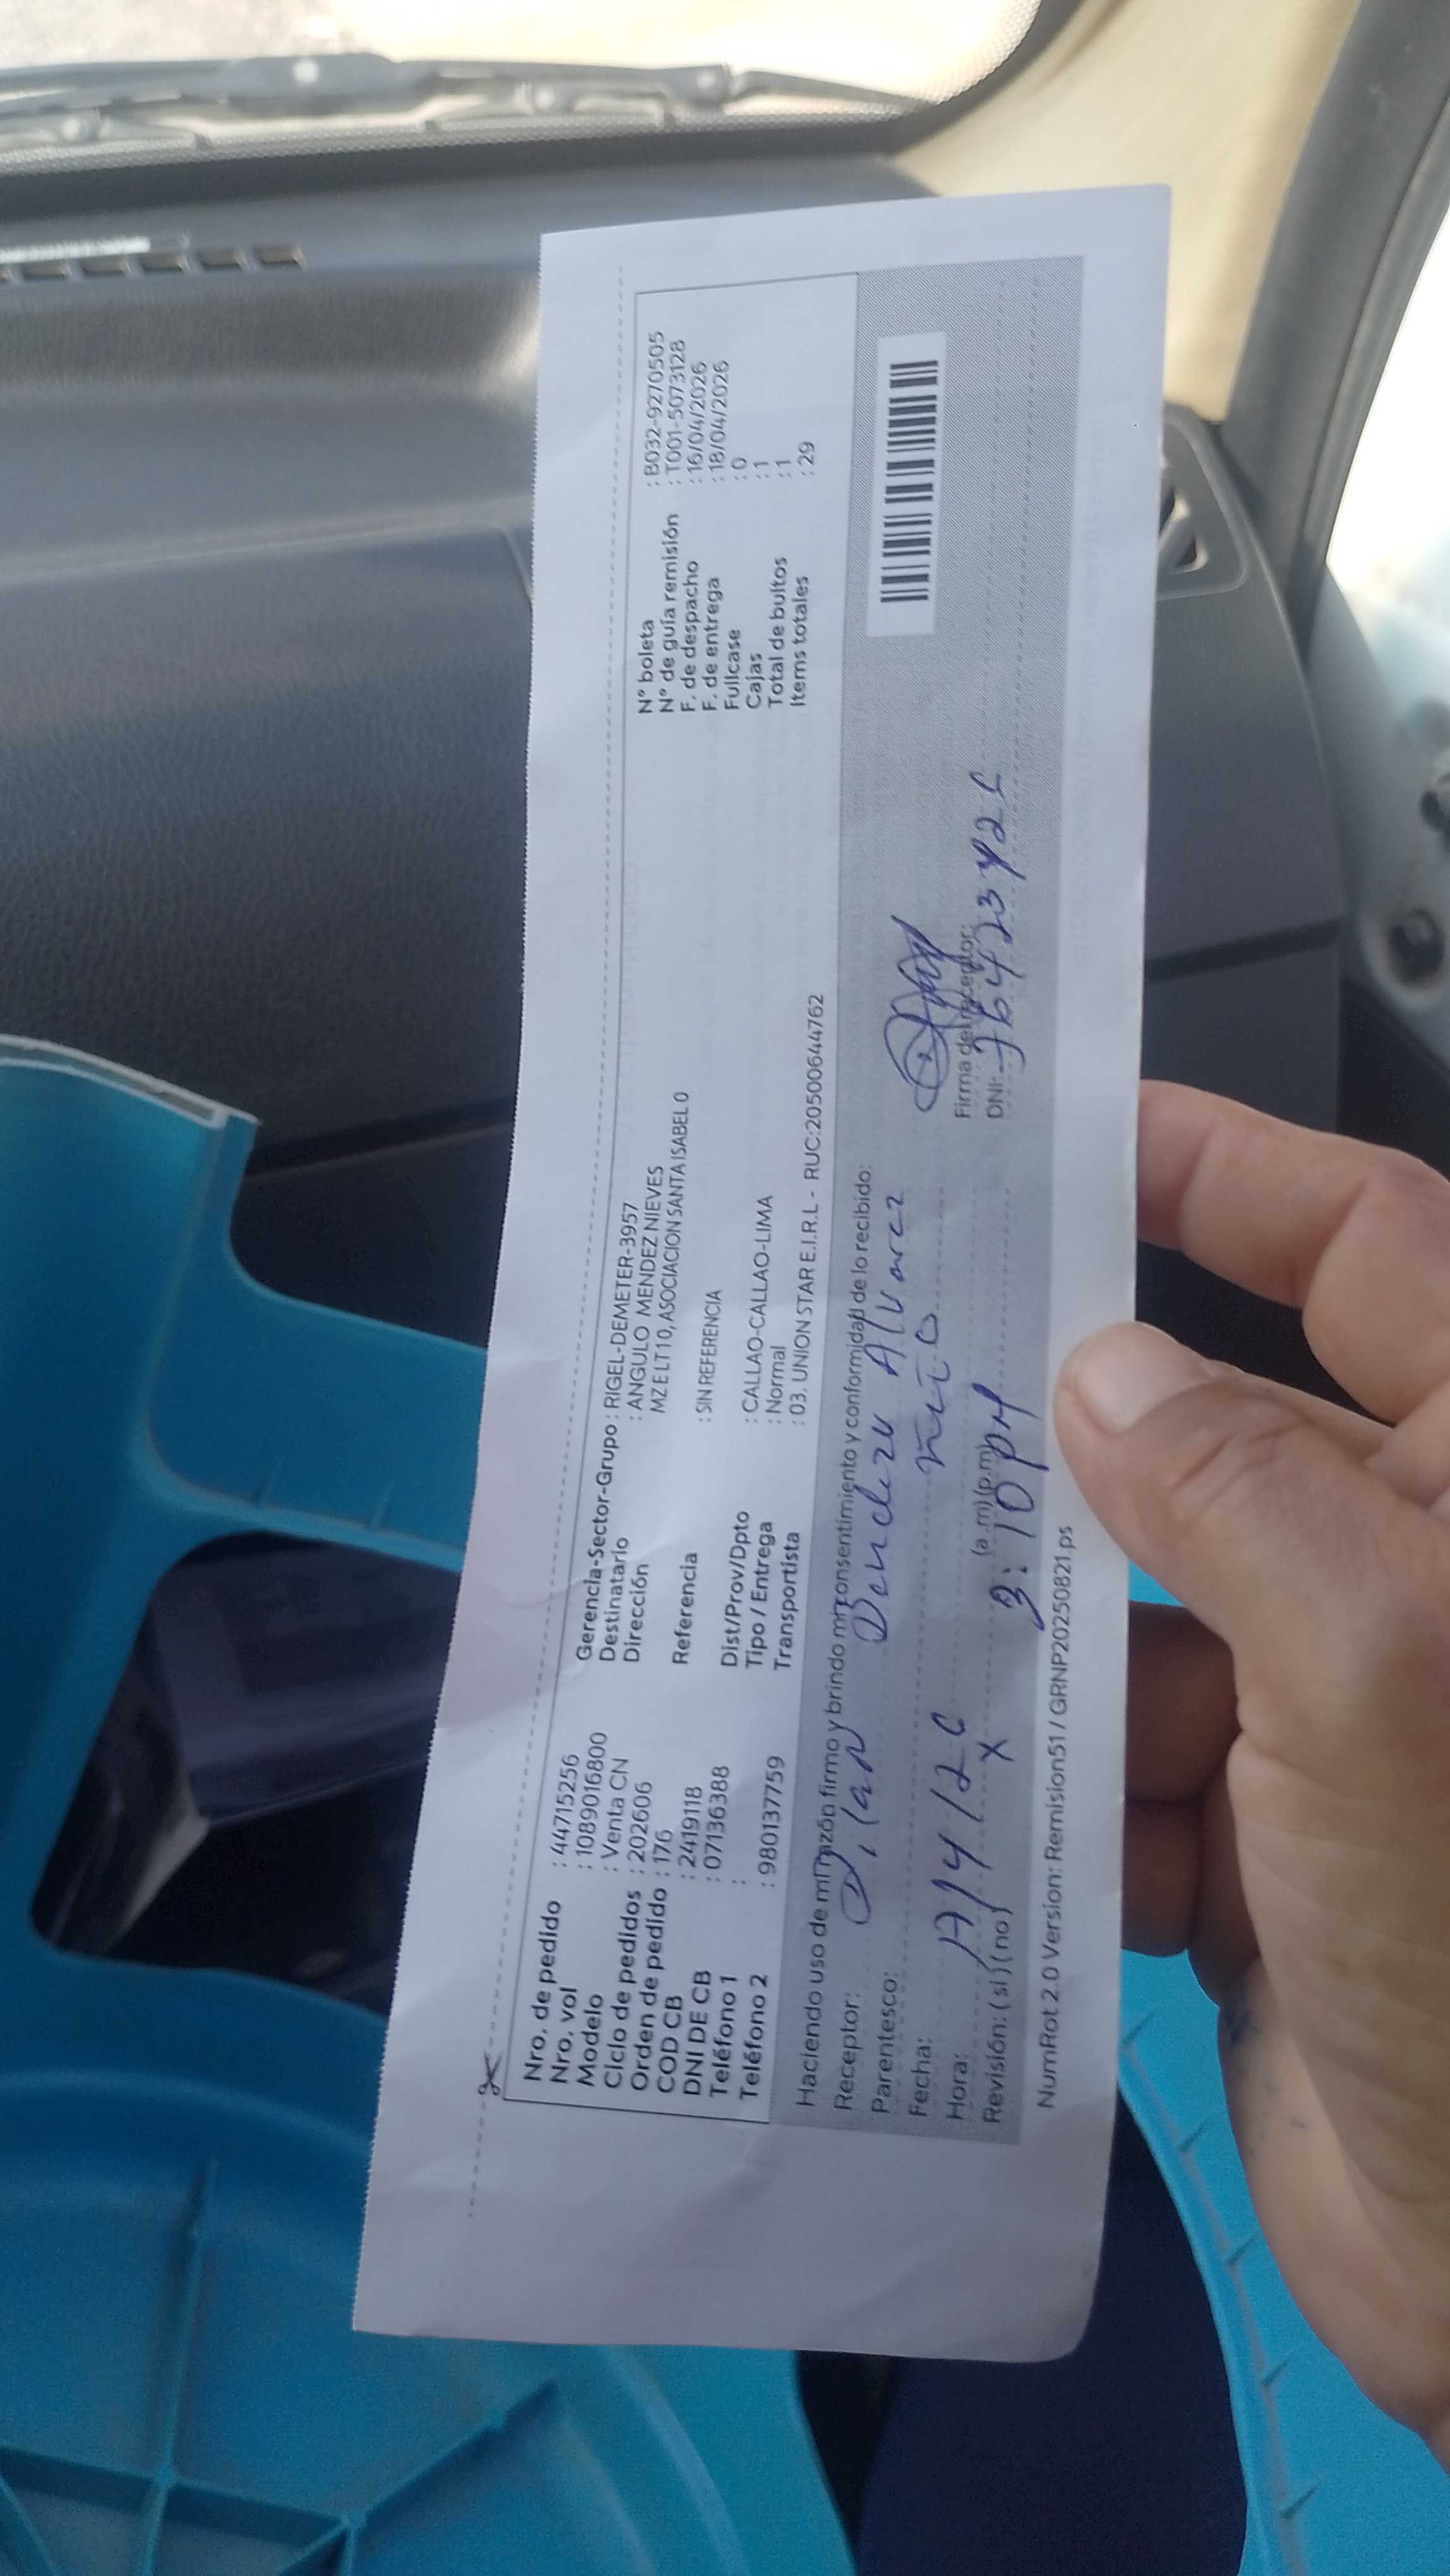 Nro. de pedido : 44715256
Nro. vol : 1089016800
Modelo : Venta CN
Ciclo de pedidos : 202606
Orden de pedido : 176
COD CB : 2419118
DNI DE CB : 07136388
Teléfono 1 :
Teléfono 2 : 980137759
Gerencia-Sector-Grupo : RIGEL-DEMETER-3957
Destinatario : ANGULO MENDEZ NIEVES
Dirección MZ E LT10, ASOCIACION SANTA ISABEL 0
Referencia : SIN REFERENCIA
Dist/Prov/Dpto : CALLAO-CALLAO-LIMA
Tipo / Entrega : Normal
Transportista : 03. UNION STAR E.I.R.L - RUC:20500644762
N° boleta : B032-9270505
N° de guía remisión : T001-5073128
F. de despacho : 16/04/2026
F. de entrega : 18/04/2026
Fullcase : 0
Cajas : 1
Total de bultos : 1
Items totales : 29
Haciendo uso de mi razón firmo y brindo mi consentimiento y conformidad de lo recibido:
Receptor: Dilan
Parentesco:
Fecha:
Hora: (a.m) (p.m) 3:10 pm
Revisión: (si) (no) X
Firma del receptor:
DNI:
NumRot 2.0 Version: Remision51 / GRNP20250821.ps